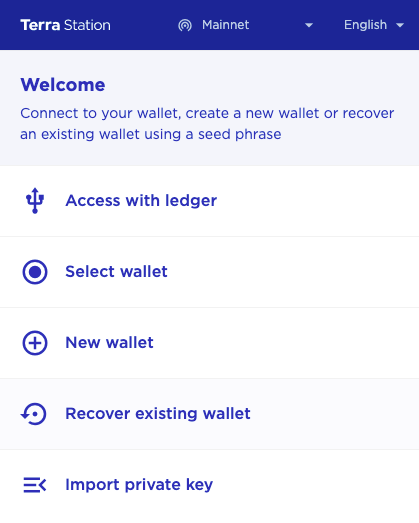 Terra Station
Mainnet
English
Welcome
Connect to your wallet, create a new wallet or recover
an existing wallet using a seed phrase
Access with ledger
Select wallet
New wallet
Recover existing wallet
Import private key